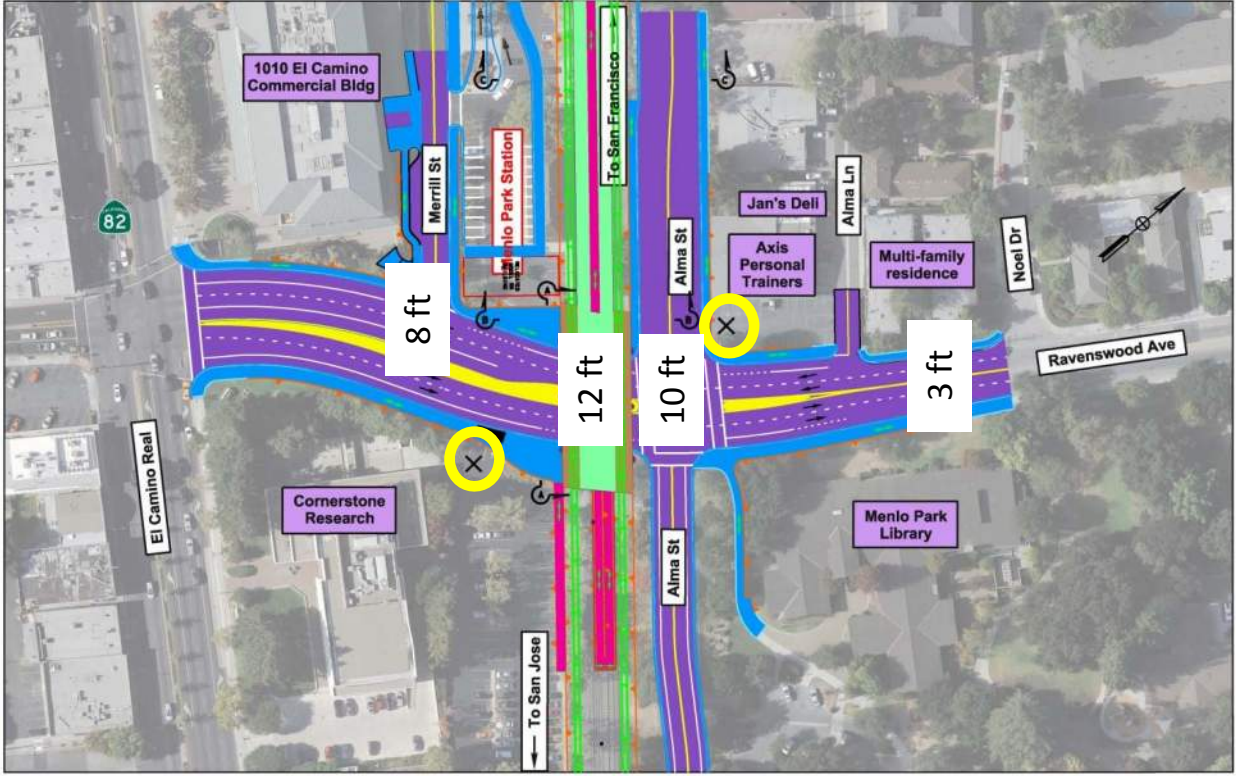 1010 El Camino
Commercial Bldg
Merrill St
Menlo Park Station
To San Francisco
82
C
C
Jan's Deli
Alma Ln
Alma St
Axis
Personal
Trainers
Multi-family
residence
Noel Dr
A
B
B
8 ft
12 ft
10 ft
3 ft
Ravenswood Ave
El Camino Real
Cornerstone
Research
A
Menlo Park
Library
Alma St
To San Jose